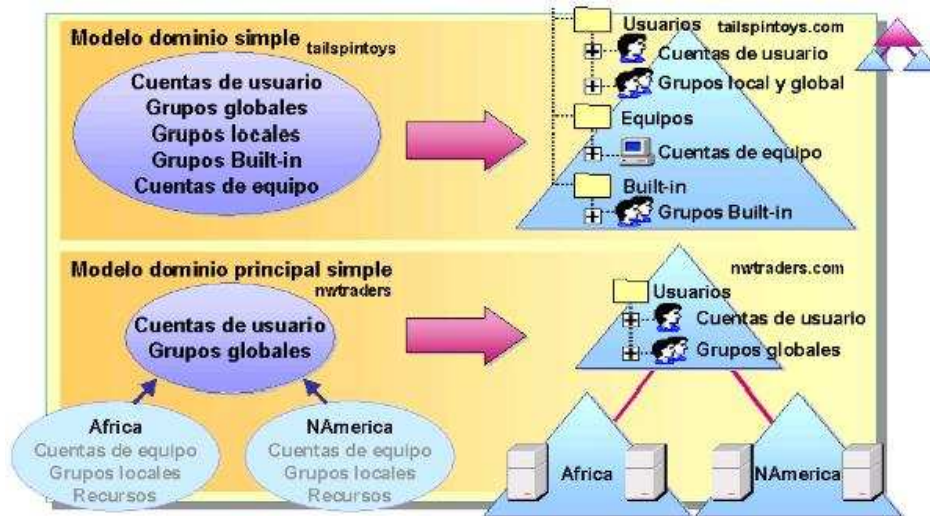 Modelo dominio simple
tailspintoys
Cuentas de usuario
Grupos globales
Grupos locales
Grupos Built-in
Cuentas de equipo
Usuarios
tailspintoys.com
Cuentas de usuario
Grupos local y global
Equipos
Cuentas de equipo
Built-in
Grupos Built-in
Modelo dominio principal simple
nwtraders
Cuentas de usuario
Grupos globales
Africa
Cuentas de equipo
Grupos locales
Recursos
NAmerica
Cuentas de equipo
Grupos locales
Recursos
nwtraders.com
Usuarios
Cuentas de usuario
Grupos globales
Africa
NAmerica